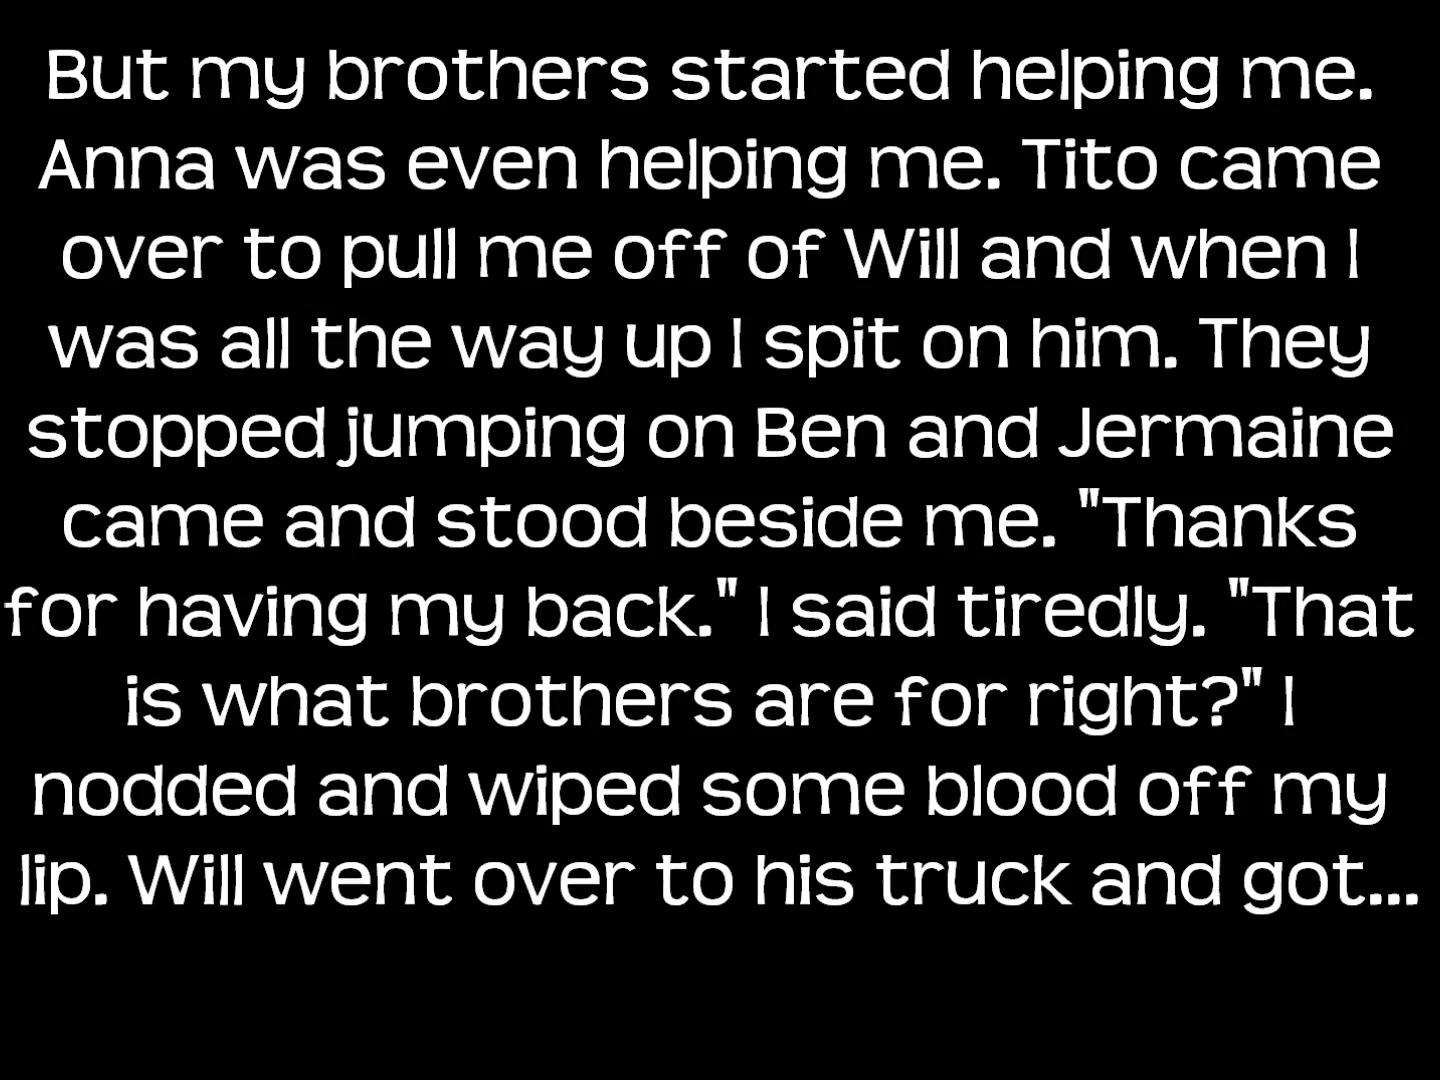 But my brothers started helping me.
Anna was even helping me. Tito came
over to pull me off of Will and when I
was all the way up I spit on him. They
stopped jumping on Ben and Jermaine
came and stood beside me. "Thanks
for having my back." I said tiredly. "That
is what brothers are for right?" I
nodded and wiped some blood off my
lip. Will went over to his truck and got...